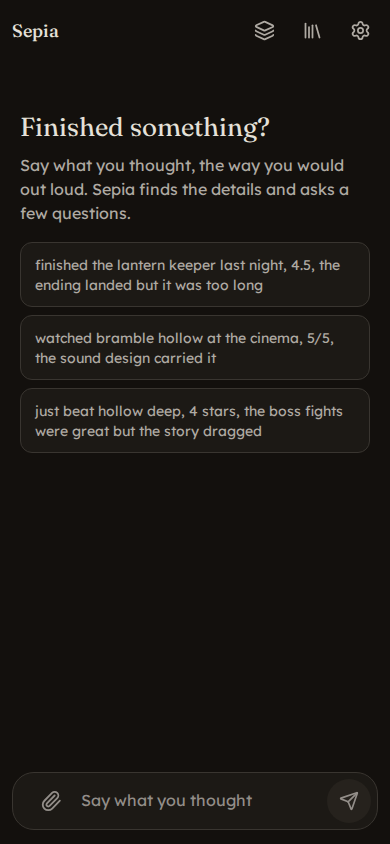 Sepia
Finished something?
Say what you thought, the way you would
out loud. Sepia finds the details and asks a
few questions.
finished the lantern keeper last night, 4.5, the
ending landed but it was too long
watched bramble hollow at the cinema, 5/5,
the sound design carried it
just beat hollow deep, 4 stars, the boss fights
were great but the story dragged
Say what you thought